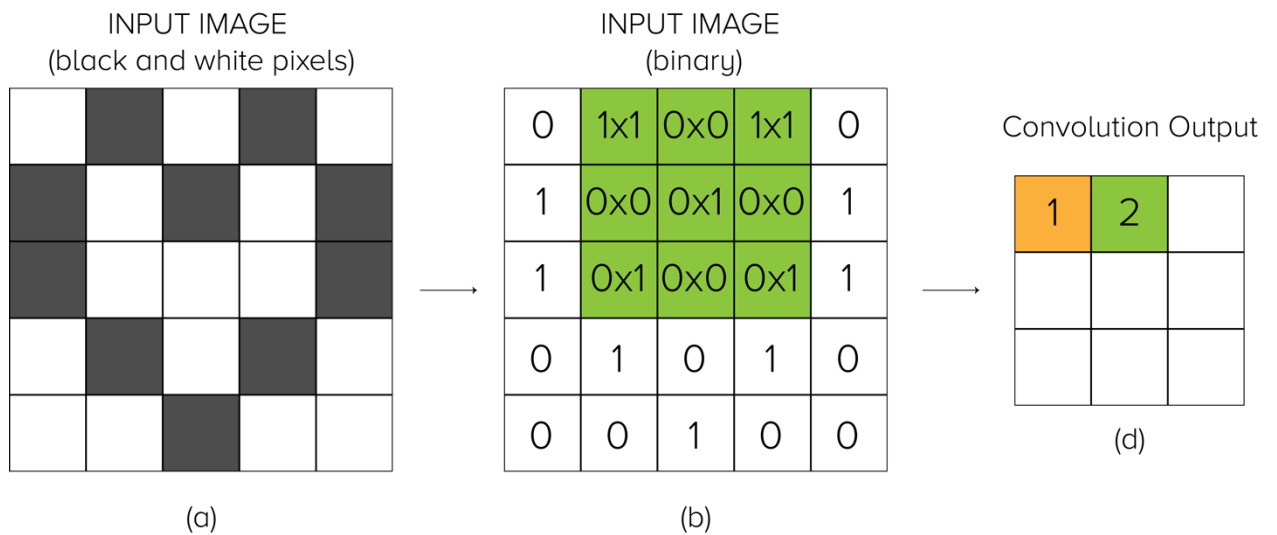 INPUT IMAGE
(black and white pixels)
(a)
INPUT IMAGE
(binary)
0 1x1 0x0 1x1 0
1 0x0 0x1 0x0 1
1 0x1 0x0 0x1 1
0 1 0 1 0
0 0 1 0 0
(b)
Convolution Output
1 2
(d)